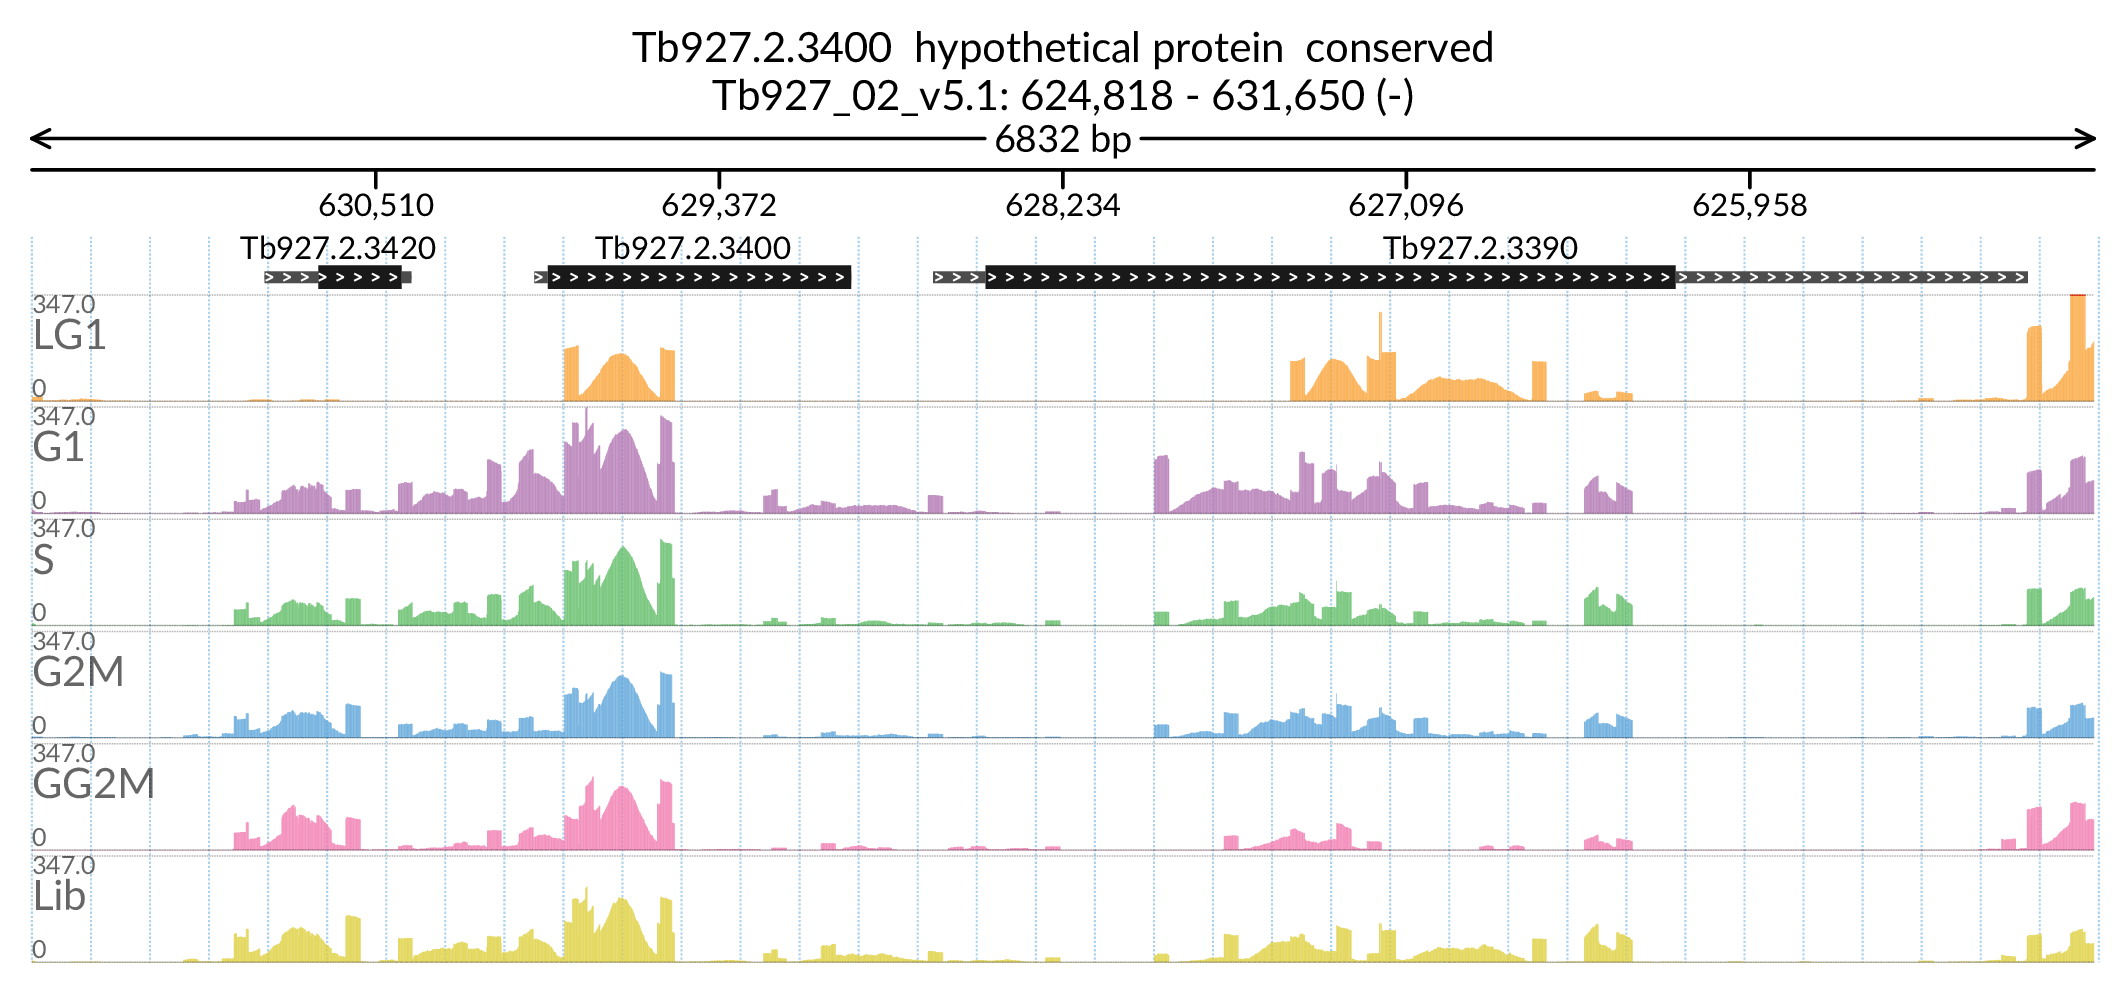 Tb927.2.3400 hypothetical protein conserved
Tb927_02_v5.1: 624,818 - 631,650 (-)
6832 bp
630,510 629,372 628,234 627,096 625,958
Tb927.2.3420 Tb927.2.3400 Tb927.2.3390
347.0
LG1
0
347.0
G1
0
347.0
S
0
347.0
G2M
0
347.0
GG2M
0
347.0
Lib
0